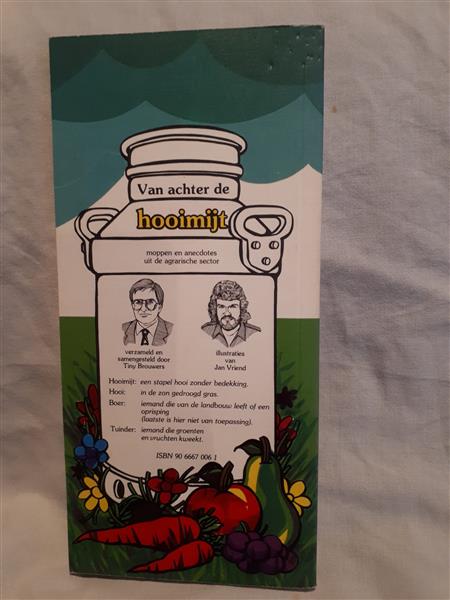 Van achter de
hooimijt
moppen en anecdotes
uit de agrarische sector
verzameld en
samengesteld door
Tiny Brouwers
illustraties
van
Jan Vriend
Hooimijt: een stapel hooi zonder bedekking.
Hooi: in de zon gedroogd gras.
Boer: iemand die van de landbouw leeft of een
oprisping
(laatste is hier niet van toepassing).
Tuinder: iemand die groenten
en vruchten kweekt.
ISBN 90 6667 006 1